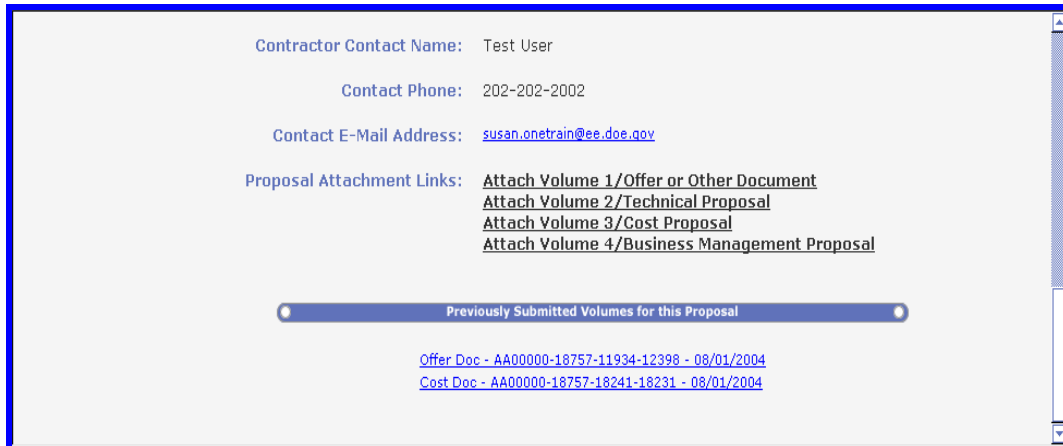 Contractor Contact Name: Test User
Contact Phone: 202-202-2002
Contact E-Mail Address: susan.onetrain@ee.doe.gov
Proposal Attachment Links: Attach Volume 1/Offer or Other Document
Attach Volume 2/Technical Proposal
Attach Volume 3/Cost Proposal
Attach Volume 4/Business Management Proposal
Previously Submitted Volumes for this Proposal
Offer Doc - AA00000-18757-11934-12398 - 08/01/2004
Cost Doc - AA00000-18757-18241-18231 - 08/01/2004